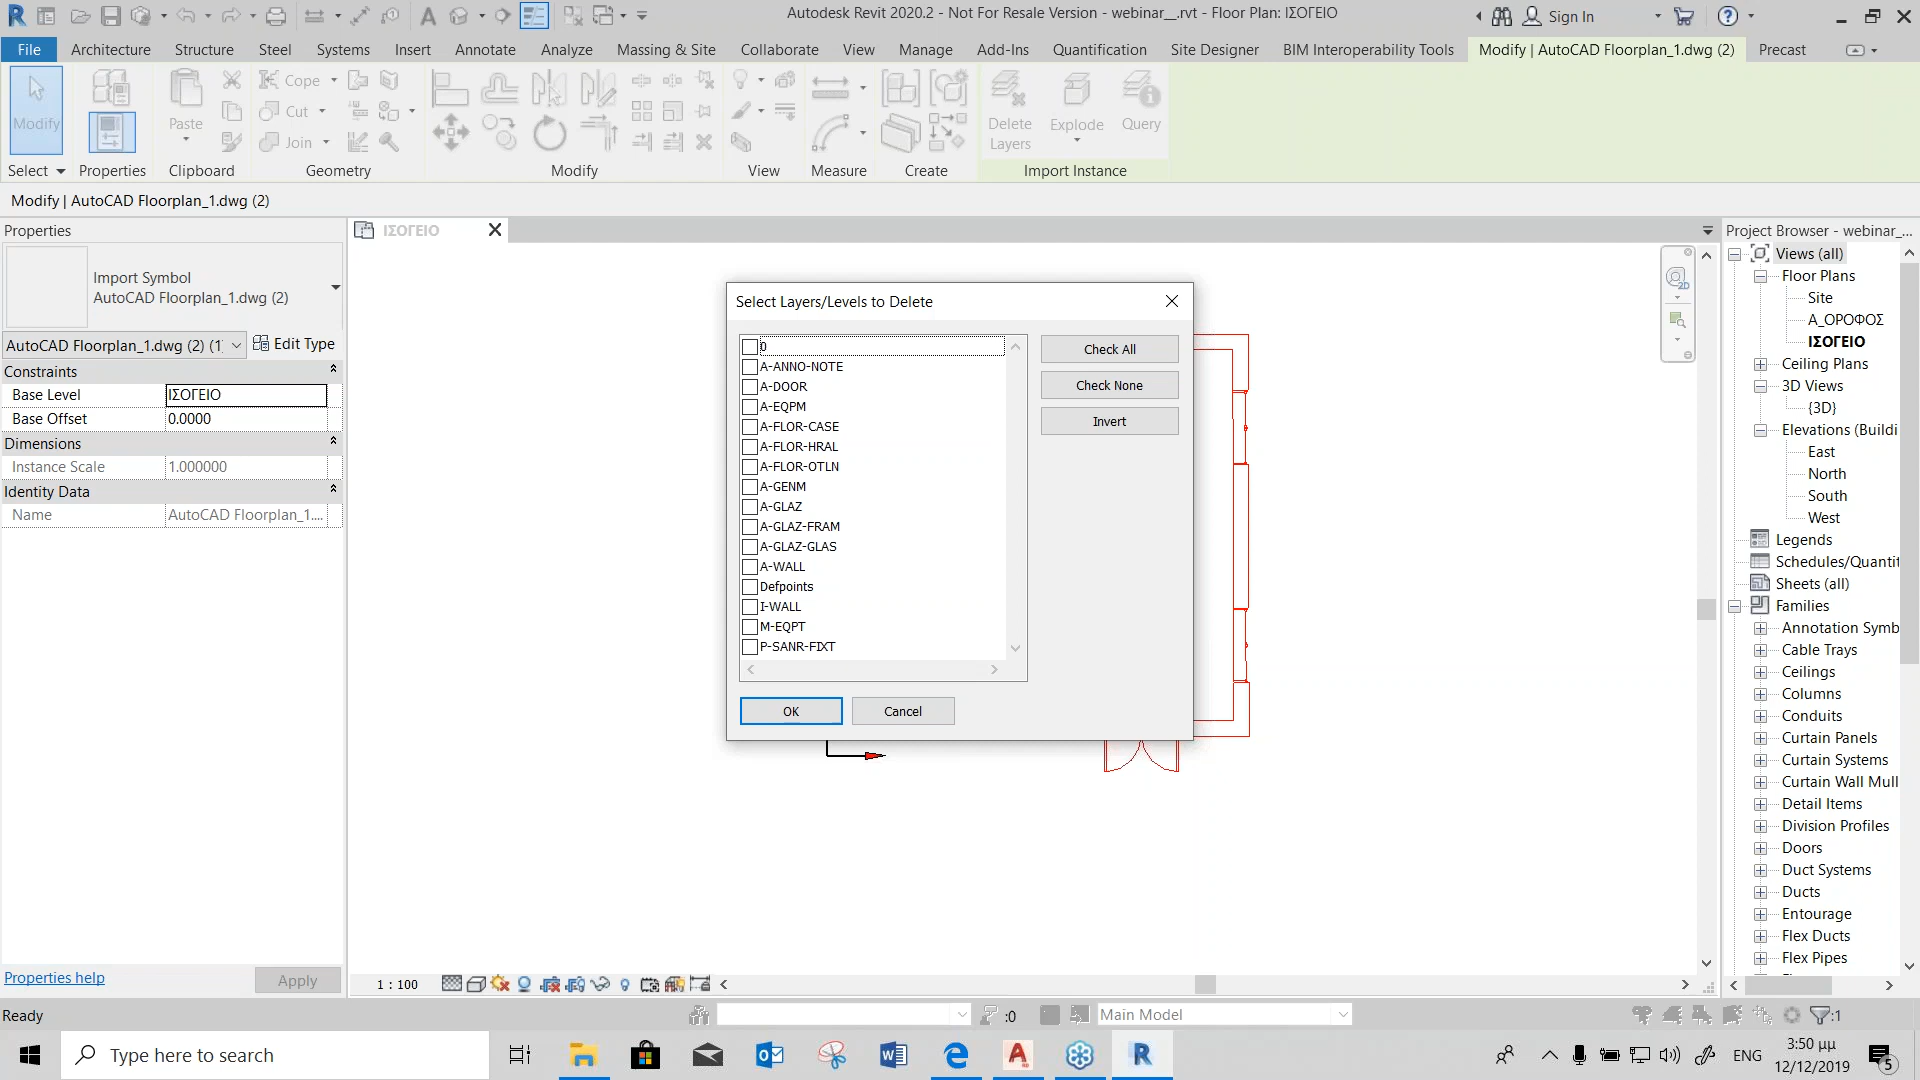 Autodesk Revit 2020.2 - Not For Resale Version - webinar__.rvt - Floor Plan: ΙΣΟΓΕΙΟ
Sign In
File Architecture Structure Steel Systems Insert Annotate Analyze Massing & Site Collaborate View Manage Add-Ins Quantification Site Designer BIM Interoperability Tools Modify | AutoCAD Floorplan_1.dwg (2) Precast
Modify
Paste
Cope
Cut
Join
Delete
Layers
Explode
Query
Select Properties Clipboard Geometry Modify View Measure Create Import Instance
Modify | AutoCAD Floorplan_1.dwg (2)
Properties
Import Symbol
AutoCAD Floorplan_1.dwg (2)
AutoCAD Floorplan_1.dwg (2) (1
Edit Type
Constraints
Base Level ΙΣΟΓΕΙΟ
Base Offset 0.0000
Dimensions
Instance Scale 1.000000
Identity Data
Name AutoCAD Floorplan_1....
Properties help
Apply
ΙΣΟΓΕΙΟ
2D
Select Layers/Levels to Delete
0
A-ANNO-NOTE
A-DOOR
A-EQPM
A-FLOR-CASE
A-FLOR-HRAL
A-FLOR-OTLN
A-GENM
A-GLAZ
A-GLAZ-FRAM
A-GLAZ-GLAS
A-WALL
Defpoints
I-WALL
M-EQPT
P-SANR-FIXT
Check All
Check None
Invert
OK
Cancel
1 : 100
Project Browser - webinar_...
Views (all)
Floor Plans
Site
Α_ΟΡΟΦΟΣ
ΙΣΟΓΕΙΟ
Ceiling Plans
3D Views
{3D}
Elevations (Buildi
East
North
South
West
Legends
Schedules/Quantit
Sheets (all)
Families
Annotation Symb
Cable Trays
Ceilings
Columns
Conduits
Curtain Panels
Curtain Systems
Curtain Wall Mull
Detail Items
Division Profiles
Doors
Duct Systems
Ducts
Entourage
Flex Ducts
Flex Pipes
Ready
:0
Main Model
:1
Type here to search
ENG
3:50 μμ
12/12/2019
5